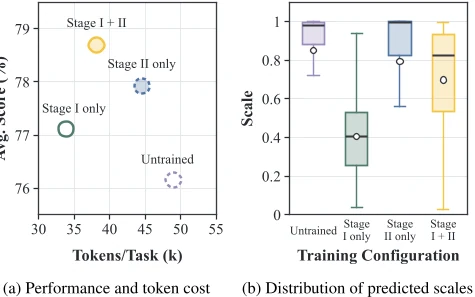 Avg. Score (%)
79
78
77
76
Stage I + II
Stage II only
Stage I only
Untrained
30 35 40 45 50 55
Tokens/Task (k)
(a) Performance and token cost
Scale
1
0.8
0.6
0.4
0.2
0
Untrained
Stage
I only
Stage
II only
Stage
I + II
Training Configuration
(b) Distribution of predicted scales